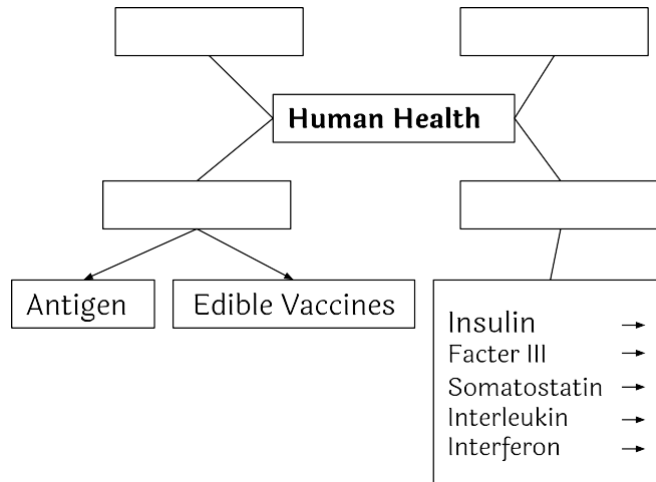 Human Health
Antigen
Edible Vaccines
Insulin
Facter III
Somatostatin
Interleukin
Interferon